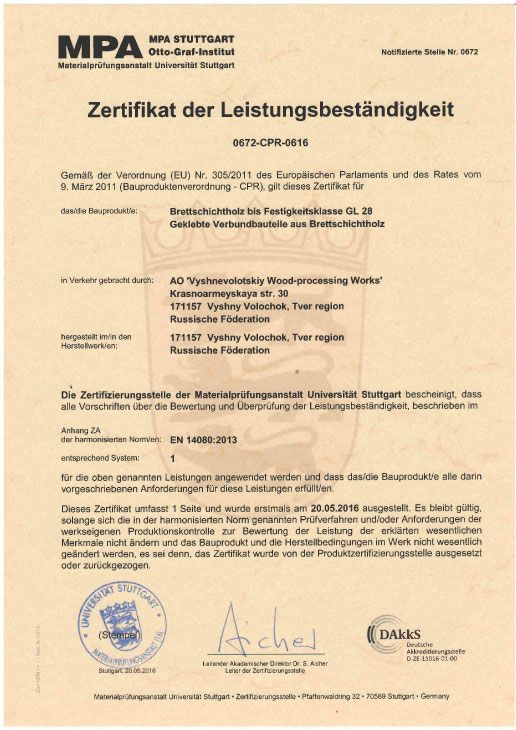 MPA
MPA STUTTGART
Otto-Graf-Institut
Materialprüfungsanstalt Universität Stuttgart
Notifizierte Stelle Nr. 0672
Zertifikat der Leistungsbeständigkeit
0672-CPR-0616
Gemäß der Verordnung (EU) Nr. 305/2011 des Europäischen Parlaments und des Rates vom
9. März 2011 (Bauproduktenverordnung - CPR), gilt dieses Zertifikat für
das/die Bauprodukt/e: Brettschichtholz bis Festigkeitsklasse GL 28
Geklebte Verbundbauteile aus Brettschichtholz
in Verkehr gebracht durch: AO 'Vyshnevolotskiy Wood-processing Works'
Krasnoarmeyskaya str. 30
171157 Vyshny Volochok, Tver region
Russische Föderation
hergestellt im/in den 171157 Vyshny Volochok, Tver region
Herstellwerk/en: Russische Föderation
Die Zertifizierungsstelle der Materialprüfungsanstalt Universität Stuttgart bescheinigt, dass
alle Vorschriften über die Bewertung und Überprüfung der Leistungsbeständigkeit, beschrieben im
Anhang ZA
der harmonisierten Norm/en: EN 14080:2013
entsprechend System: 1
für die oben genannten Leistungen angewendet werden und dass das/die Bauprodukt/e alle darin
vorgeschriebenen Anforderungen für diese Leistungen erfüllt/en.
Dieses Zertifikat umfasst 1 Seite und wurde erstmals am 20.05.2016 ausgestellt. Es bleibt gültig,
solange sich die in der harmonisierten Norm genannten Prüfverfahren und/oder Anforderungen der
werkseigenen Produktionskontrolle zur Bewertung der Leistung der erklärten wesentlichen
Merkmale nicht ändern und das Bauprodukt und die Herstellbedingungen im Werk nicht wesentlich
geändert werden, es sei denn, das Zertifikat wurde von der Produktzertifizierungsstelle ausgesetzt
oder zurückgezogen.
UNIVERSITÄT STUTTGART
(Stempel)
MATERIALPRÜFUNGSANSTALT
Stuttgart, 20.05.2016
Aicher
Leitender Akademischer Direktor Dr. S. Aicher
Leiter der Zertifizierungsstelle
DAkkS
Deutsche
Akkreditierungsstelle
D-ZE-11016-01-00
Materialprüfungsanstalt Universität Stuttgart • Zertifizierungsstelle • Pfaffenwaldring 32 • 70569 Stuttgart • Germany